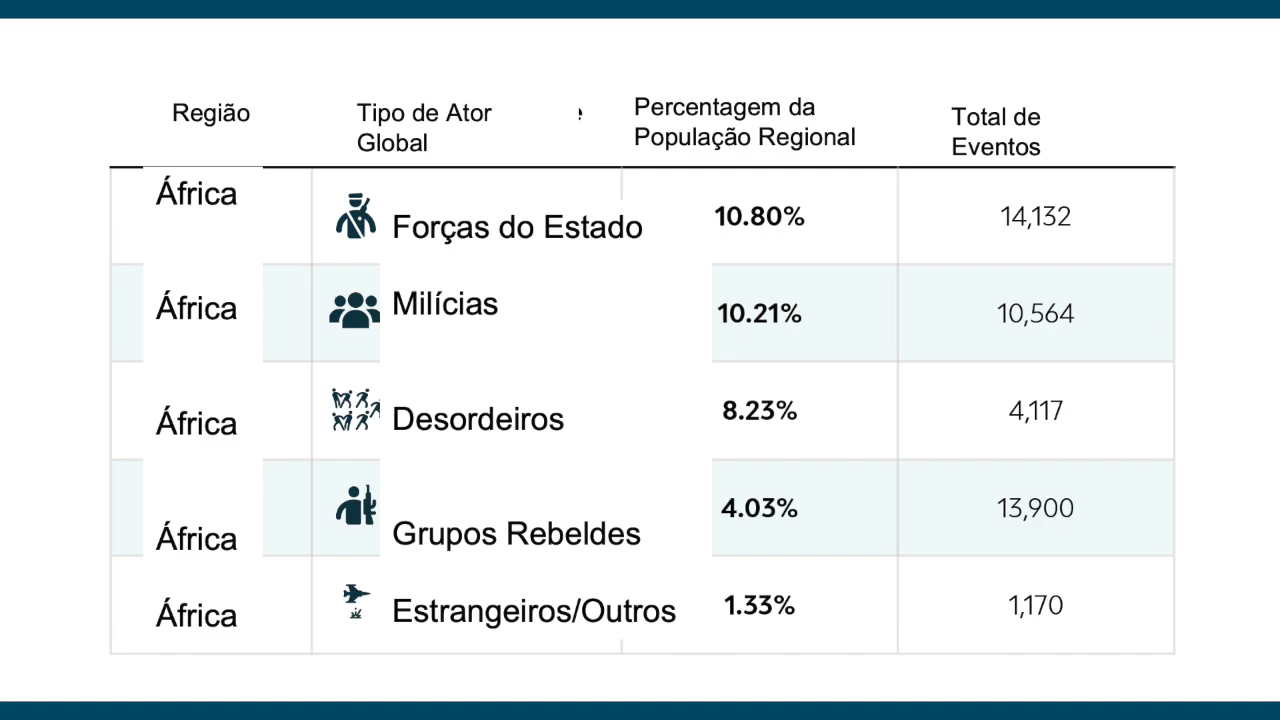 Região
Tipo de Ator
Global
Percentagem da
População Regional
Total de
Eventos
África
Forças do Estado
10.80%
14,132
África
Milícias
10.21%
10,564
África
Desordeiros
8.23%
4,117
África
Grupos Rebeldes
4.03%
13,900
África
Estrangeiros/Outros
1.33%
1,170